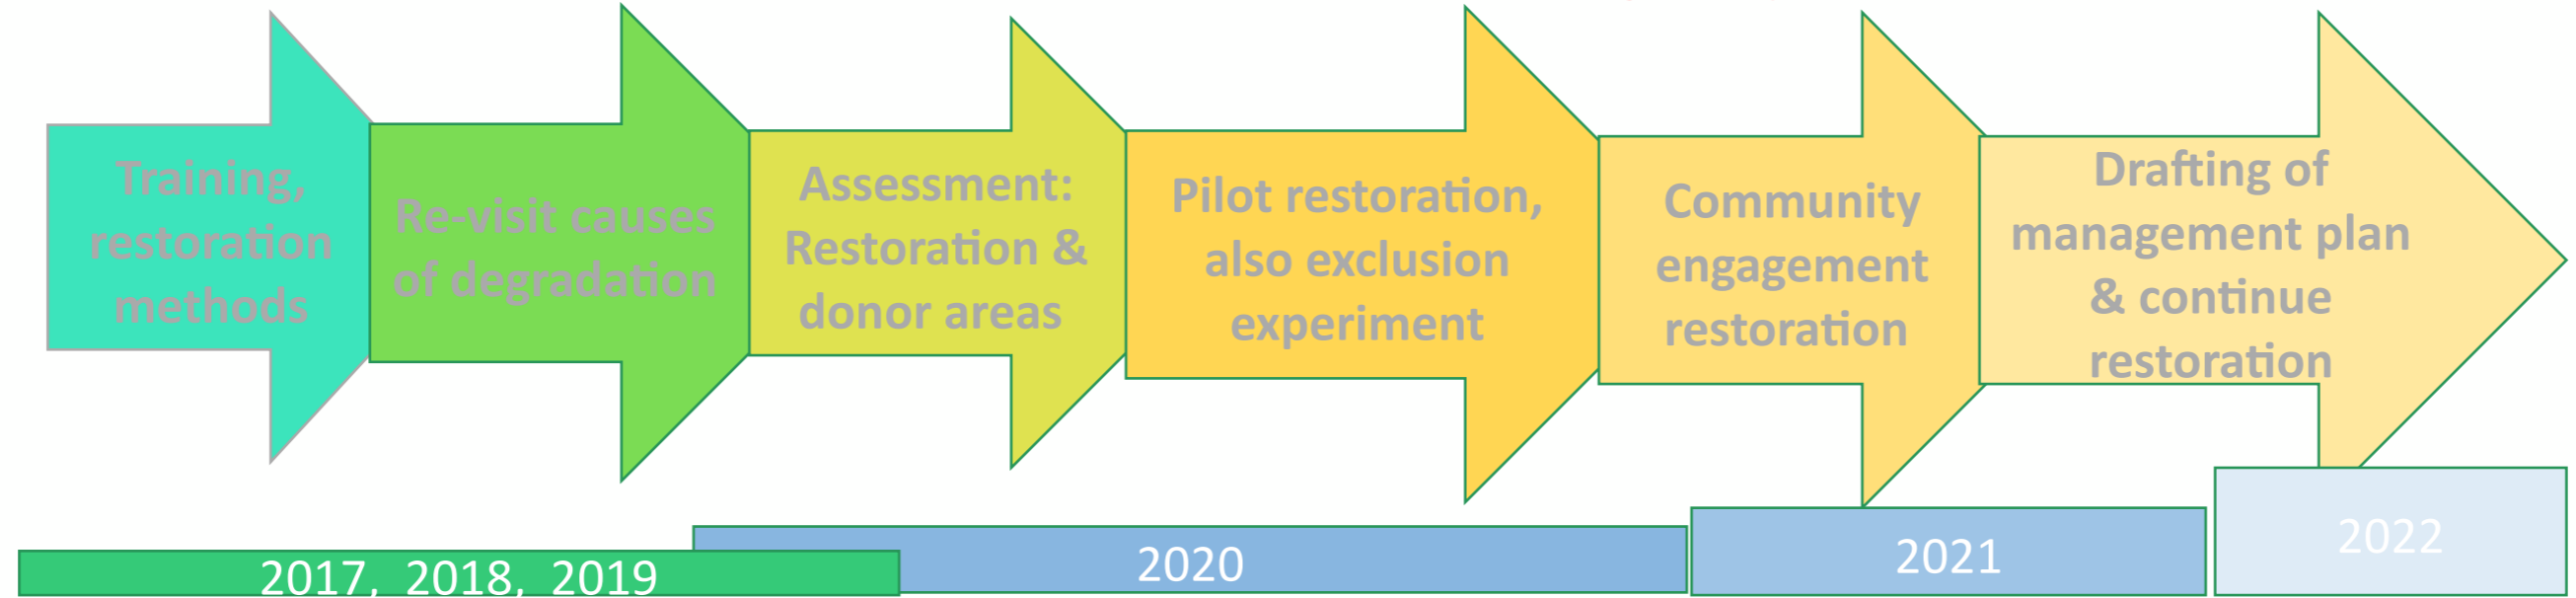 Training,
restoration
methods
Re-visit causes
of degradation
Assessment:
Restoration &
donor areas
Pilot restoration,
also exclusion
experiment
Community
engagement
restoration
Drafting of
management plan
& continue
restoration
2017, 2018, 2019
2020
2021
2022